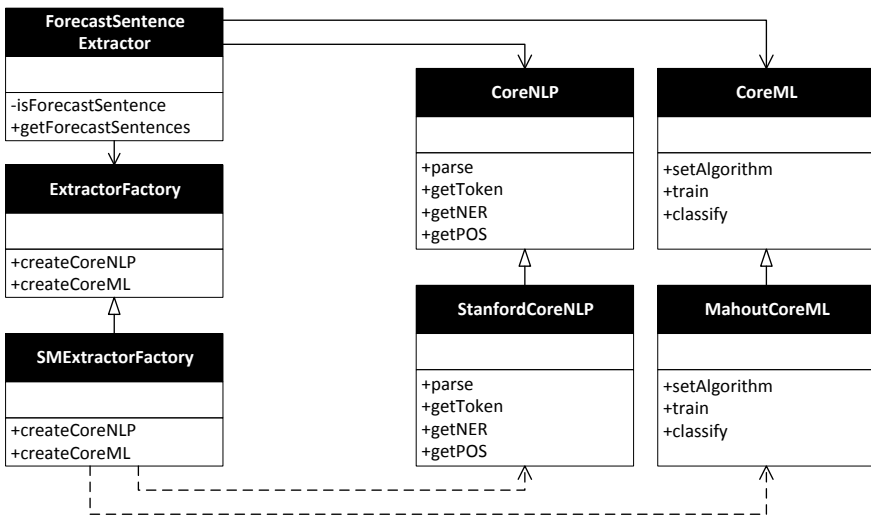 ForecastSentence
Extractor
-isForecastSentence
+getForecastSentences
ExtractorFactory
+createCoreNLP
+createCoreML
SMExtractorFactory
+createCoreNLP
+createCoreML
CoreNLP
+parse
+getToken
+getNER
+getPOS
StanfordCoreNLP
+parse
+getToken
+getNER
+getPOS
CoreML
+setAlgorithm
+train
+classify
MahoutCoreML
+setAlgorithm
+train
+classify